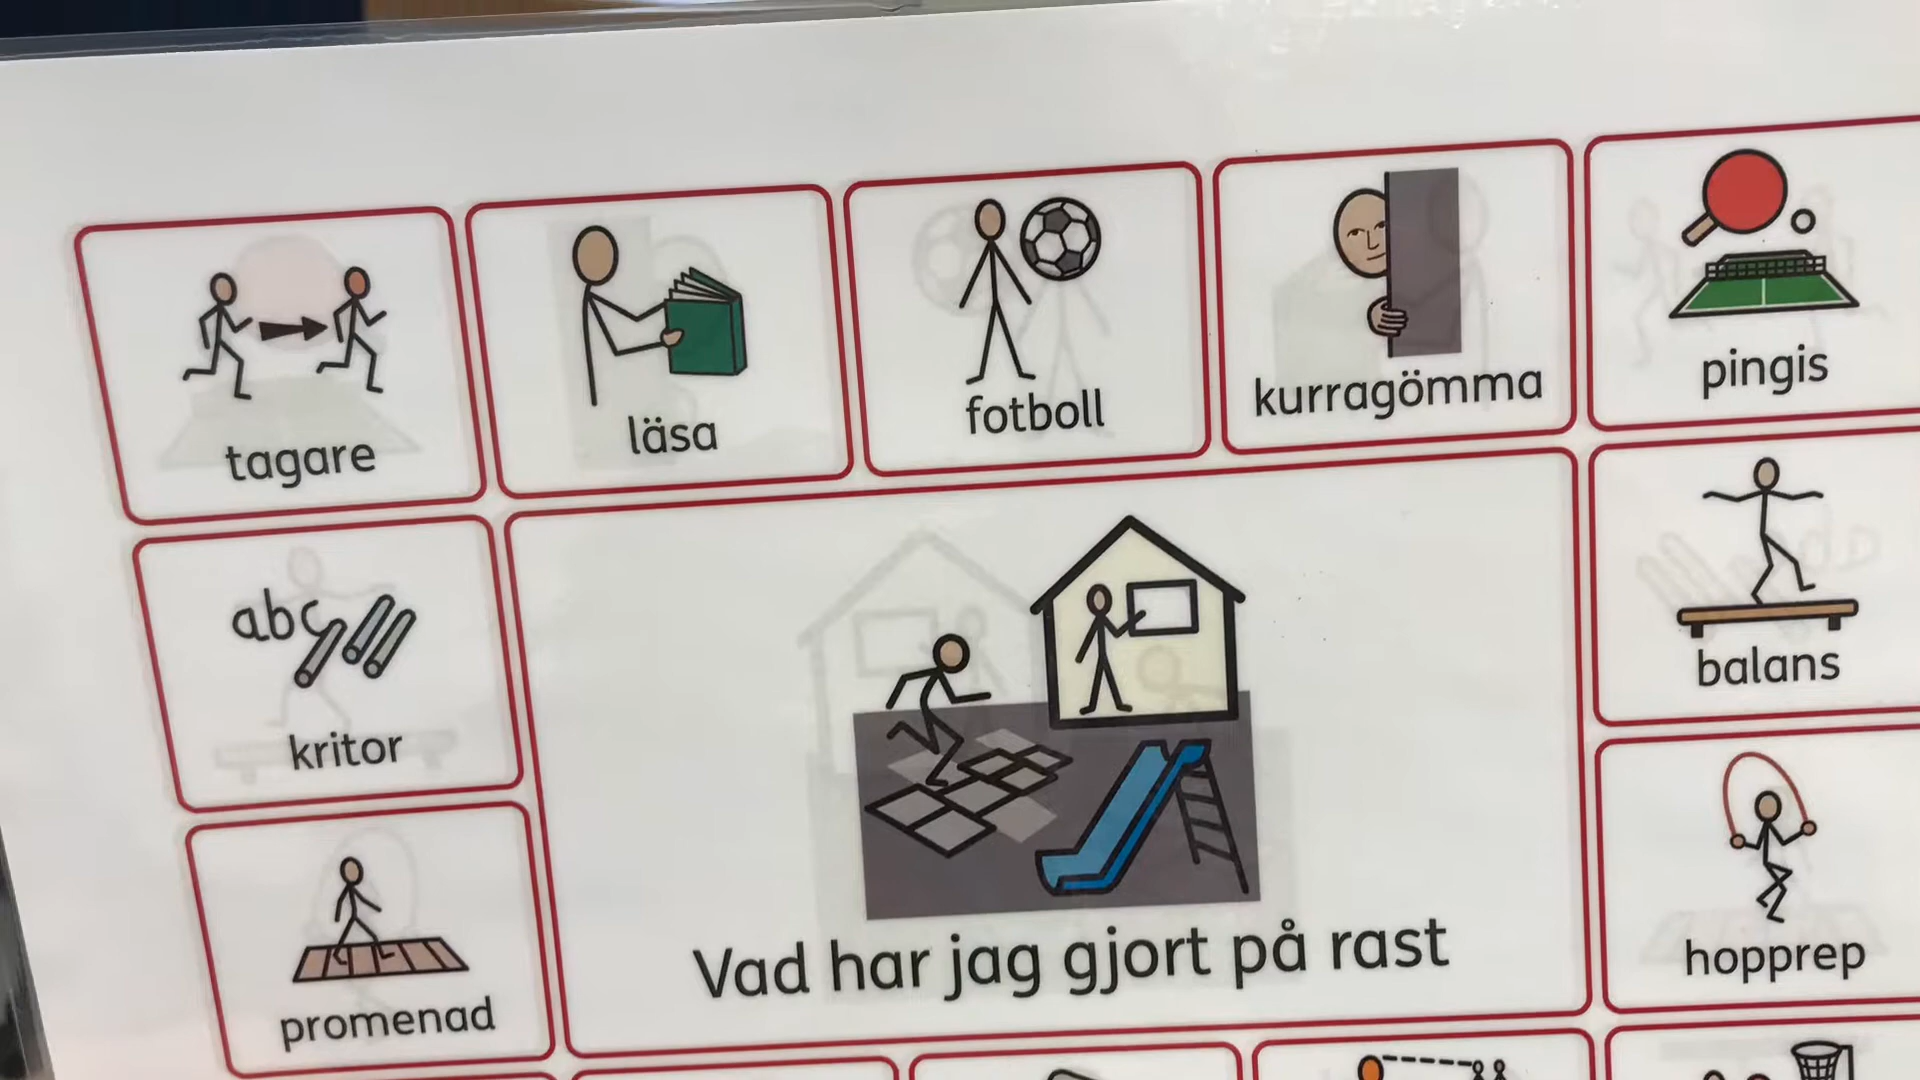 tagare
läsa
fotboll
kurragömma
pingis
abc
kritor
balans
promenad
Vad har jag gjort på rast
hopprep